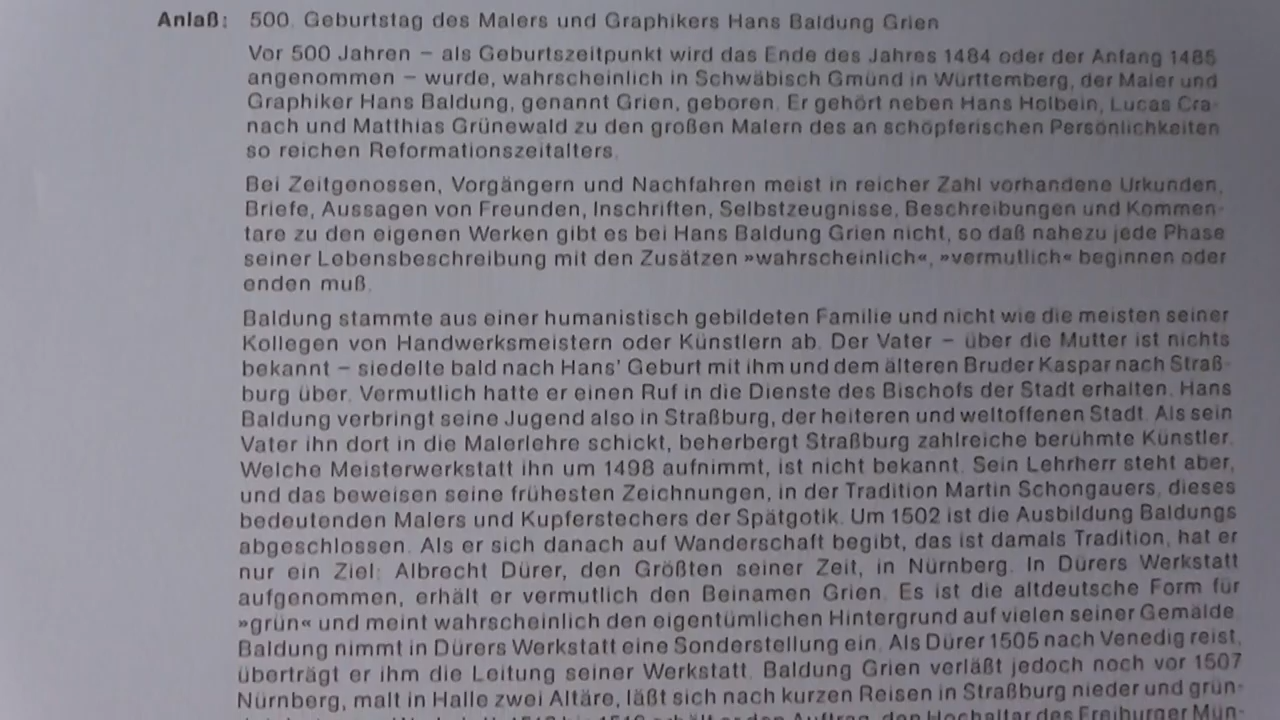 Anlaß: 500. Geburtstag des Malers und Graphikers Hans Baldung Grien
Vor 500 Jahren – als Geburtszeitpunkt wird das Ende des Jahres 1484 oder der Anfang 1485
angenommen – wurde, wahrscheinlich in Schwäbisch Gmünd in Württemberg, der Maler und
Graphiker Hans Baldung, genannt Grien, geboren. Er gehört neben Hans Holbein, Lucas Cra-
nach und Matthias Grünewald zu den großen Malern des an schöpferischen Persönlichkeiten
so reichen Reformationszeitalters.
Bei Zeitgenossen, Vorgängern und Nachfahren meist in reicher Zahl vorhandene Urkunden,
Briefe, Aussagen von Freunden, Inschriften, Selbstzeugnisse, Beschreibungen und Kommen-
tare zu den eigenen Werken gibt es bei Hans Baldung Grien nicht, so daß nahezu jede Phase
seiner Lebensbeschreibung mit den Zusätzen »wahrscheinlich«, »vermutlich« beginnen oder
enden muß.
Baldung stammte aus einer humanistisch gebildeten Familie und nicht wie die meisten seiner
Kollegen von Handwerksmeistern oder Künstlern ab. Der Vater – über die Mutter ist nichts
bekannt – siedelte bald nach Hans' Geburt mit ihm und dem älteren Bruder Kaspar nach Straß-
burg über. Vermutlich hatte er einen Ruf in die Dienste des Bischofs der Stadt erhalten. Hans
Baldung verbringt seine Jugend also in Straßburg, der heiteren und weltoffenen Stadt. Als sein
Vater ihn dort in die Malerlehre schickt, beherbergt Straßburg zahlreiche berühmte Künstler.
Welche Meisterwerkstatt ihn um 1498 aufnimmt, ist nicht bekannt. Sein Lehrherr steht aber,
und das beweisen seine frühesten Zeichnungen, in der Tradition Martin Schongauers, dieses
bedeutenden Malers und Kupferstechers der Spätgotik. Um 1502 ist die Ausbildung Baldungs
abgeschlossen. Als er sich danach auf Wanderschaft begibt, das ist damals Tradition, hat er
nur ein Ziel: Albrecht Dürer, den Größten seiner Zeit, in Nürnberg. In Dürers Werkstatt
aufgenommen, erhält er vermutlich den Beinamen Grien. Es ist die altdeutsche Form für
»grün« und meint wahrscheinlich den eigentümlichen Hintergrund auf vielen seiner Gemälde.
Baldung nimmt in Dürers Werkstatt eine Sonderstellung ein. Als Dürer 1505 nach Venedig reist,
überträgt er ihm die Leitung seiner Werkstatt. Baldung Grien verläßt jedoch noch vor 1507
Nürnberg, malt in Halle zwei Altäre, läßt sich nach kurzen Reisen in Straßburg nieder und grün-
den Auftrag, den Hochaltar des Freiburger Mün-